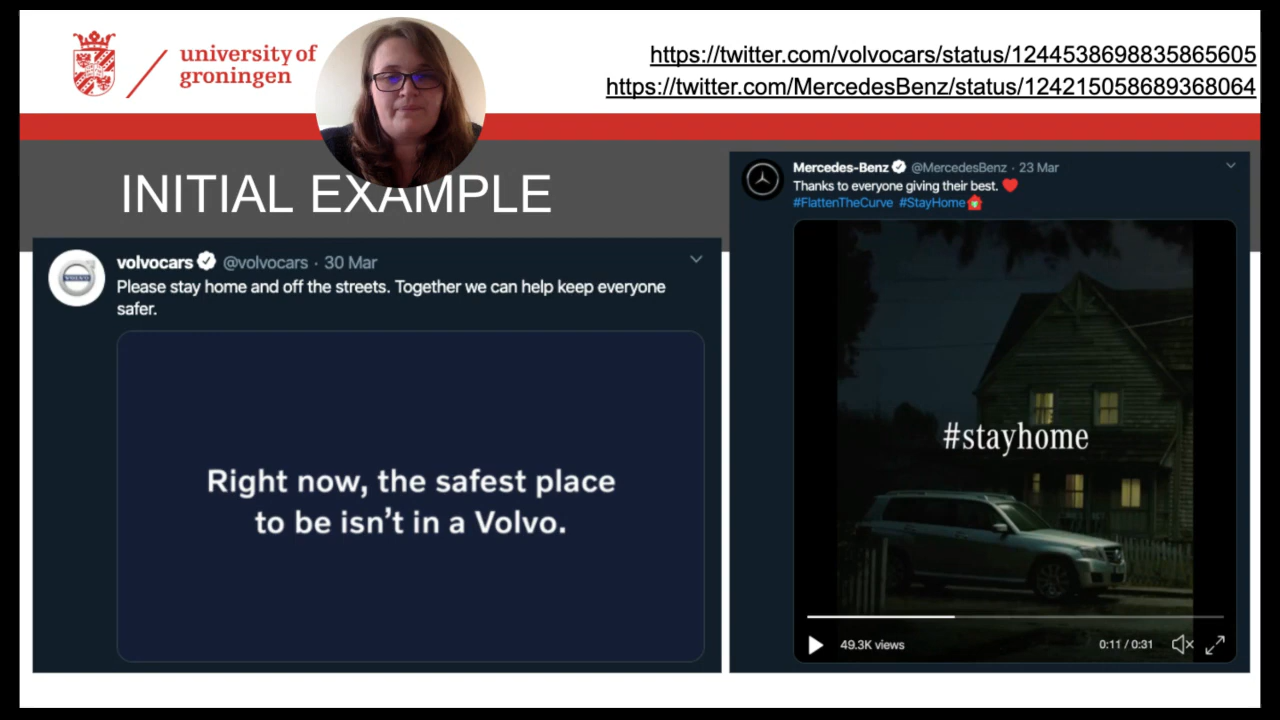 university of
groningen
https://twitter.com/volvocars/status/1244538698835865605
https://twitter.com/MercedesBenz/status/1242150586893680​64
INITIAL EXAMPLE
volvocars @volvocars · 30 Mar
Please stay home and off the streets. Together we can help keep everyone
safer.
VOLVO
Right now, the safest place
to be isn't in a Volvo.
Mercedes-Benz @MercedesBenz · 23 Mar
Thanks to everyone giving their best. ❤️
#FlattenTheCurve #StayHome🏠
#stayhome
49.3K views
0:11 / 0:31